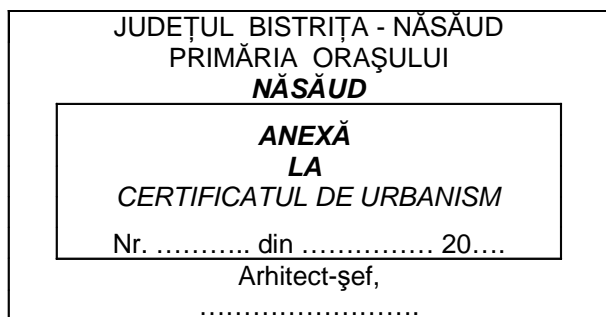 JUDEȚUL BISTRIȚA - NĂSĂUD
PRIMĂRIA ORAŞULUI
NĂSĂUD
ANEXĂ
LA
CERTIFICATUL DE URBANISM
Nr. ……….. din …………… 20….
Arhitect-şef,
…………………….